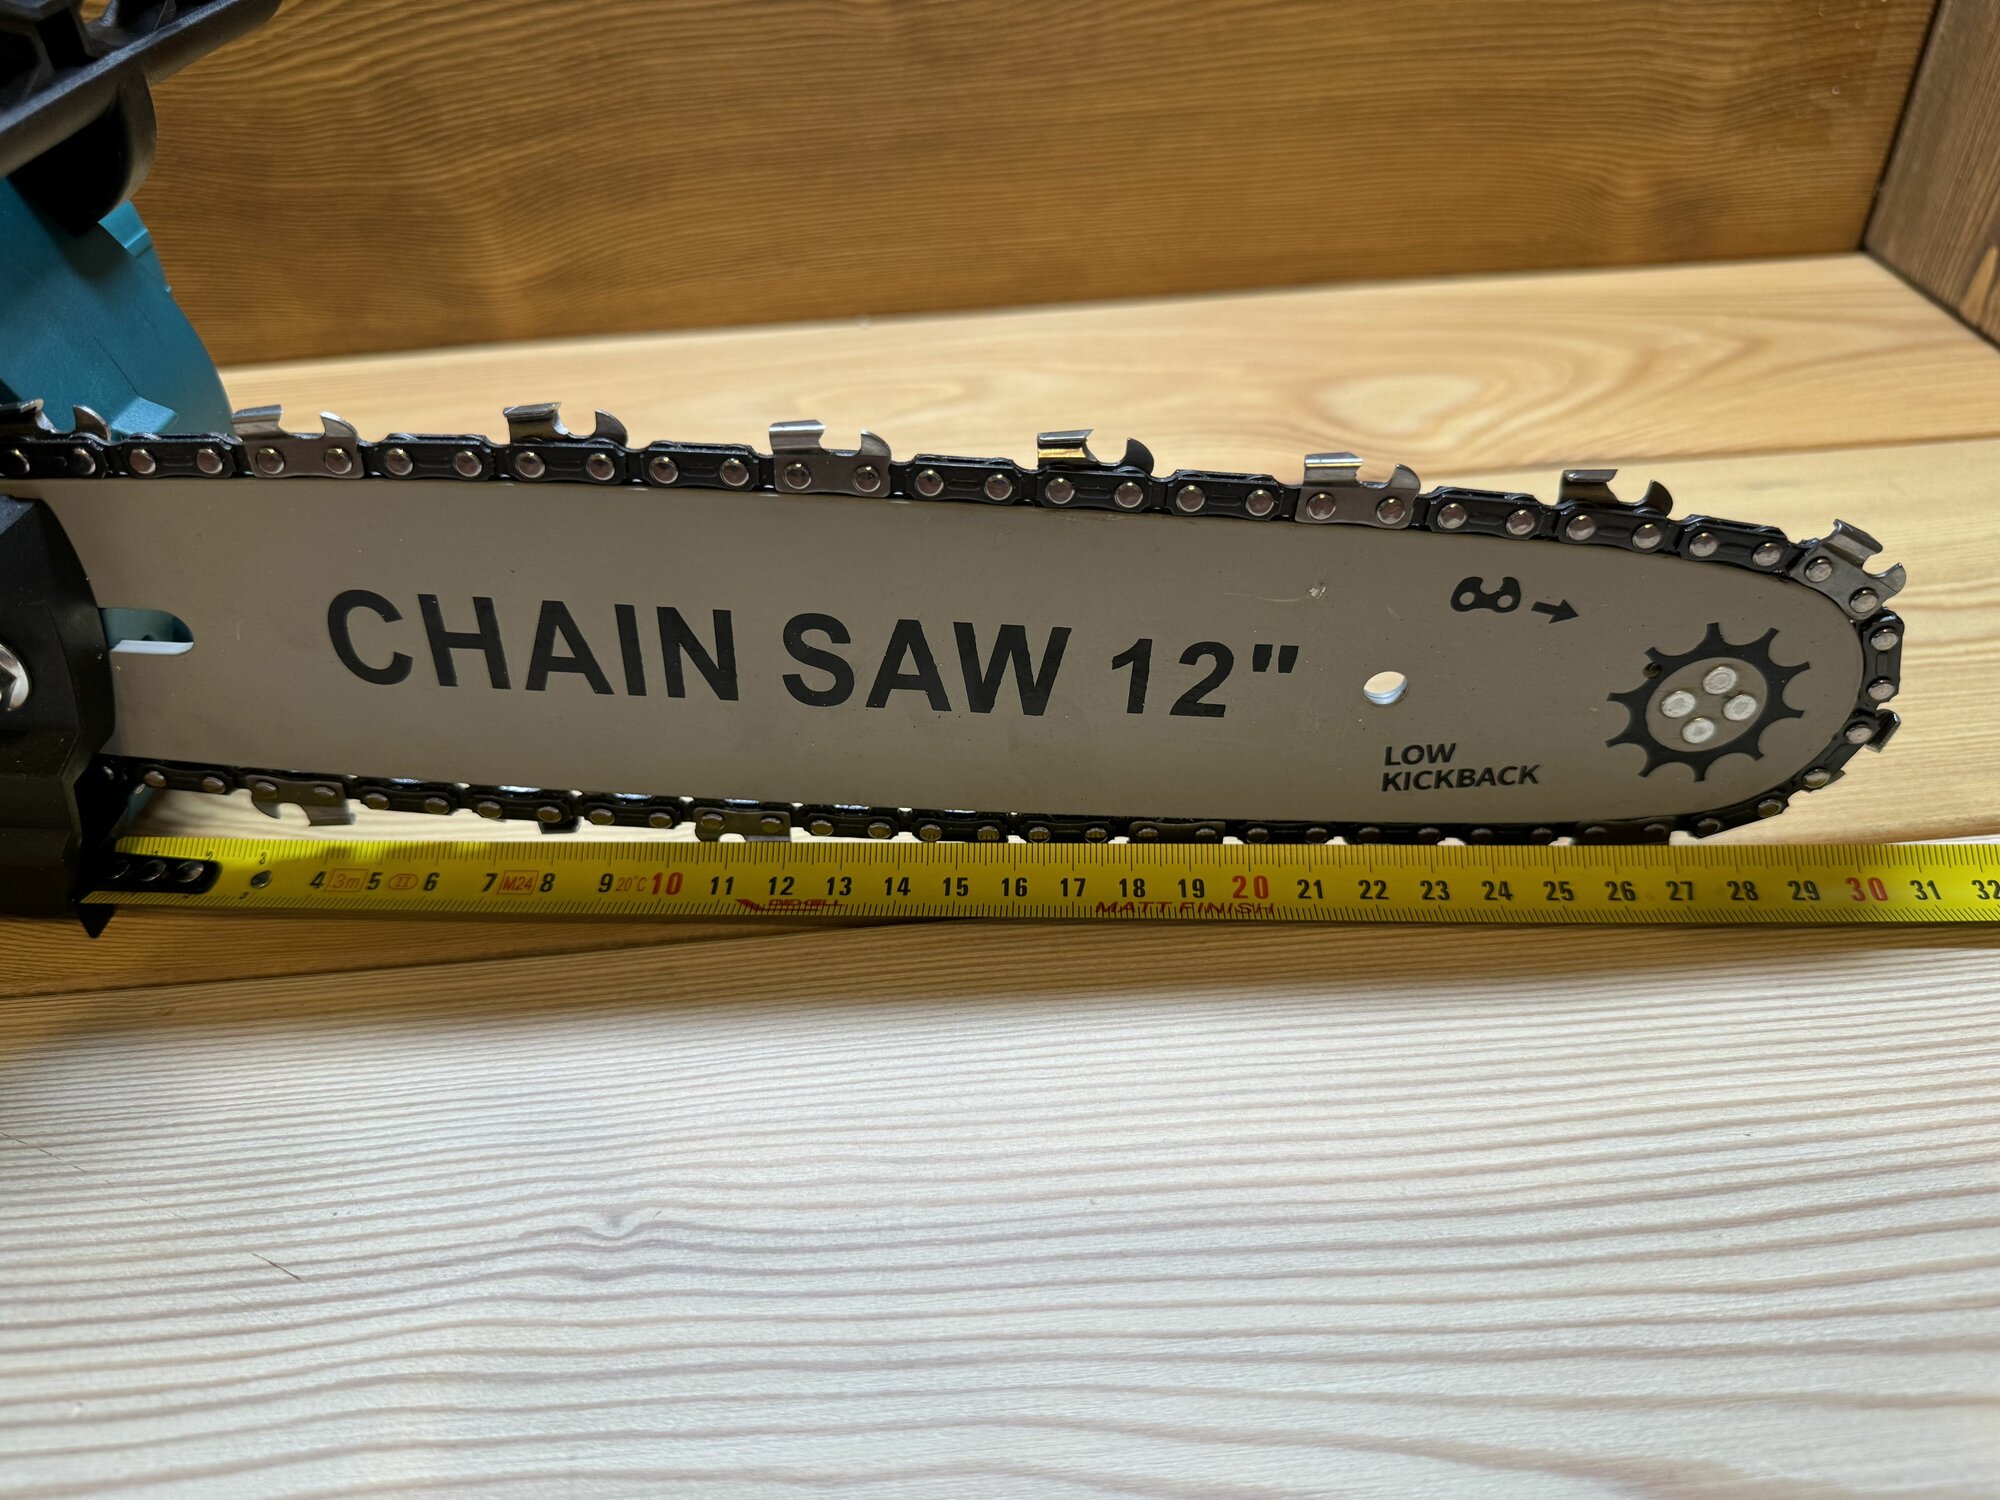 CHAIN SAW 12"
LOW
KICKBACK
3 4 3m 5 II 6 7 M24 8 9 20°C 10 11 12 13 14 15 16 17 18 19 20 21 22 23 24 25 26 27 28 29 30 31 32
MATT FINISH